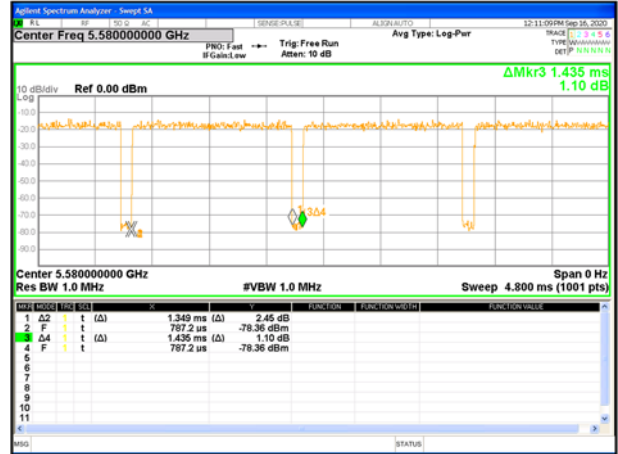 Agilent Spectrum Analyzer - Swept SA
RL RF 50 Ω AC SENSE:PULSE ALIGN AUTO 12:11:09 PM Sep 16, 2020
Center Freq 5.580000000 GHz Avg Type: Log-Pwr TRACE 1 2 3 4 5 6
PNO: Fast Trig: Free Run TYPE W
IFGain:Low Atten: 10 dB DET P N N N N N
ΔMkr3 1.435 ms
1.10 dB
10 dB/div Ref 0.00 dBm
Log
-10.0
-20.0
-30.0
-40.0
-50.0
-60.0
-70.0
-80.0
-90.0
3Δ4
Center 5.580000000 GHz Span 0 Hz
Res BW 1.0 MHz #VBW 1.0 MHz Sweep 4.800 ms (1001 pts)
MKR MODE TRC SCL X Y FUNCTION FUNCTION WIDTH FUNCTION VALUE
1 Δ2 1 t (Δ) 1.349 ms (Δ) 2.45 dB
2 F 1 t 787.2 µs -78.36 dBm
3 Δ4 1 t (Δ) 1.435 ms (Δ) 1.10 dB
4 F 1 t 787.2 µs -78.36 dBm
5
6
7
8
9
10
11
MSG STATUS